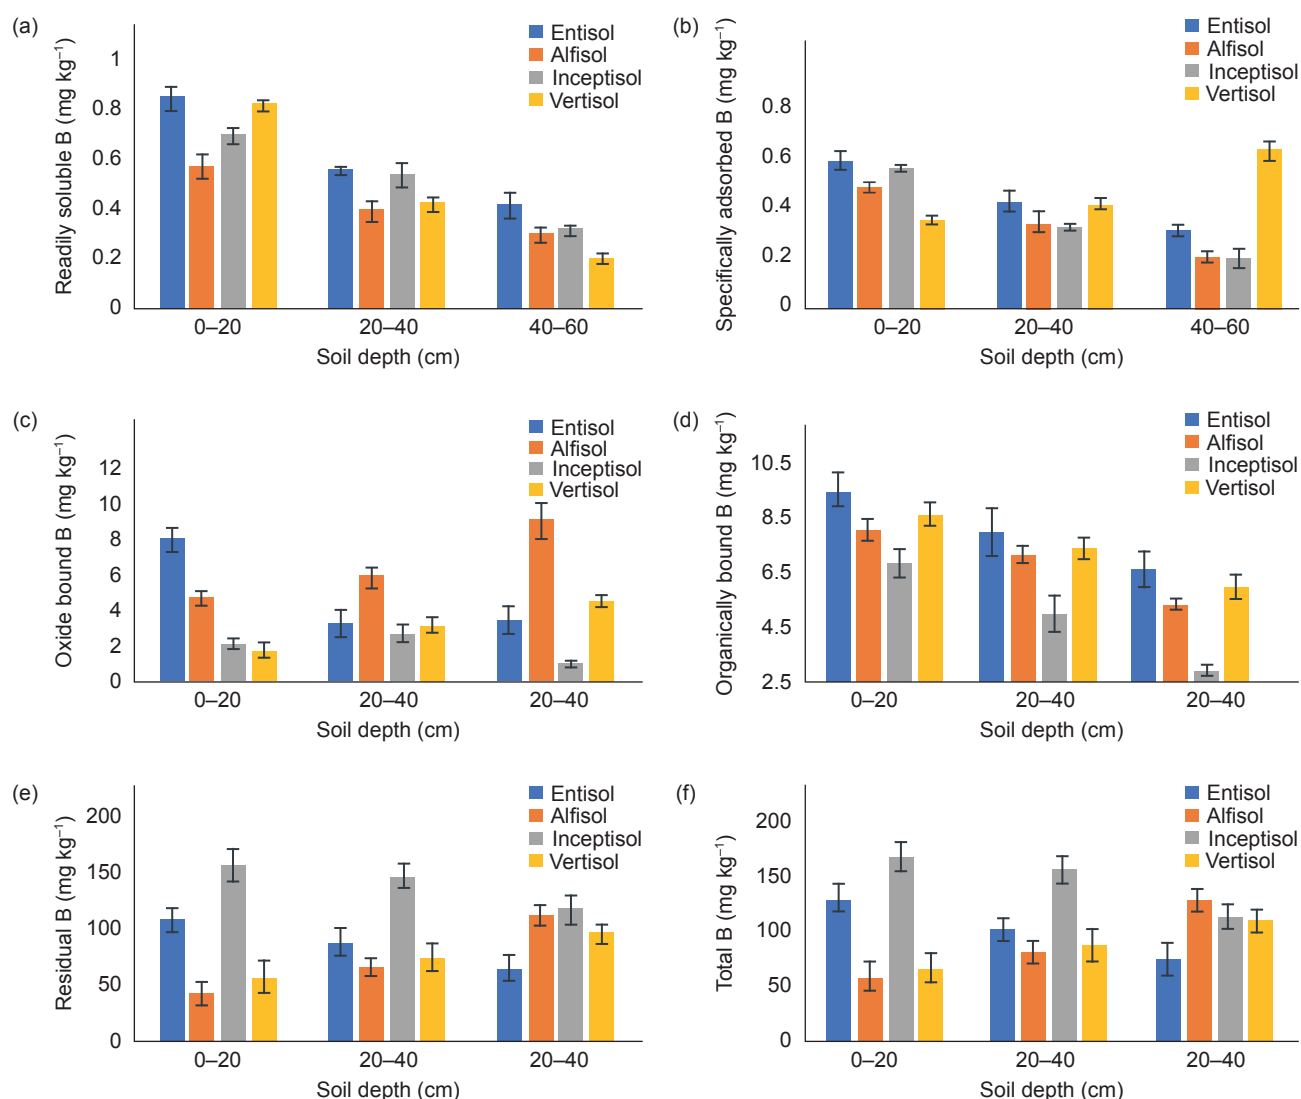 (a)
Readily soluble B (mg kg⁻¹)
1
0.8
0.6
0.4
0.2
0
Entisol
Alfisol
Inceptisol
Vertisol
0–20
20–40
40–60
Soil depth (cm)
(b)
Specifically adsorbed B (mg kg⁻¹)
0.8
0.6
0.4
0.2
0
Entisol
Alfisol
Inceptisol
Vertisol
0–20
20–40
40–60
Soil depth (cm)
(c)
Oxide bound B (mg kg⁻¹)
12
10
8
6
4
2
0
Entisol
Alfisol
Inceptisol
Vertisol
0–20
20–40
20–40
Soil depth (cm)
(d)
Organically bound B (mg kg⁻¹)
10.5
8.5
6.5
4.5
2.5
Entisol
Alfisol
Inceptisol
Vertisol
0–20
20–40
20–40
Soil depth (cm)
(e)
Residual B (mg kg⁻¹)
200
150
100
50
0
Entisol
Alfisol
Inceptisol
Vertisol
0–20
20–40
20–40
Soil depth (cm)
(f)
Total B (mg kg⁻¹)
200
150
100
50
0
Entisol
Alfisol
Inceptisol
Vertisol
0–20
20–40
20–40
Soil depth (cm)